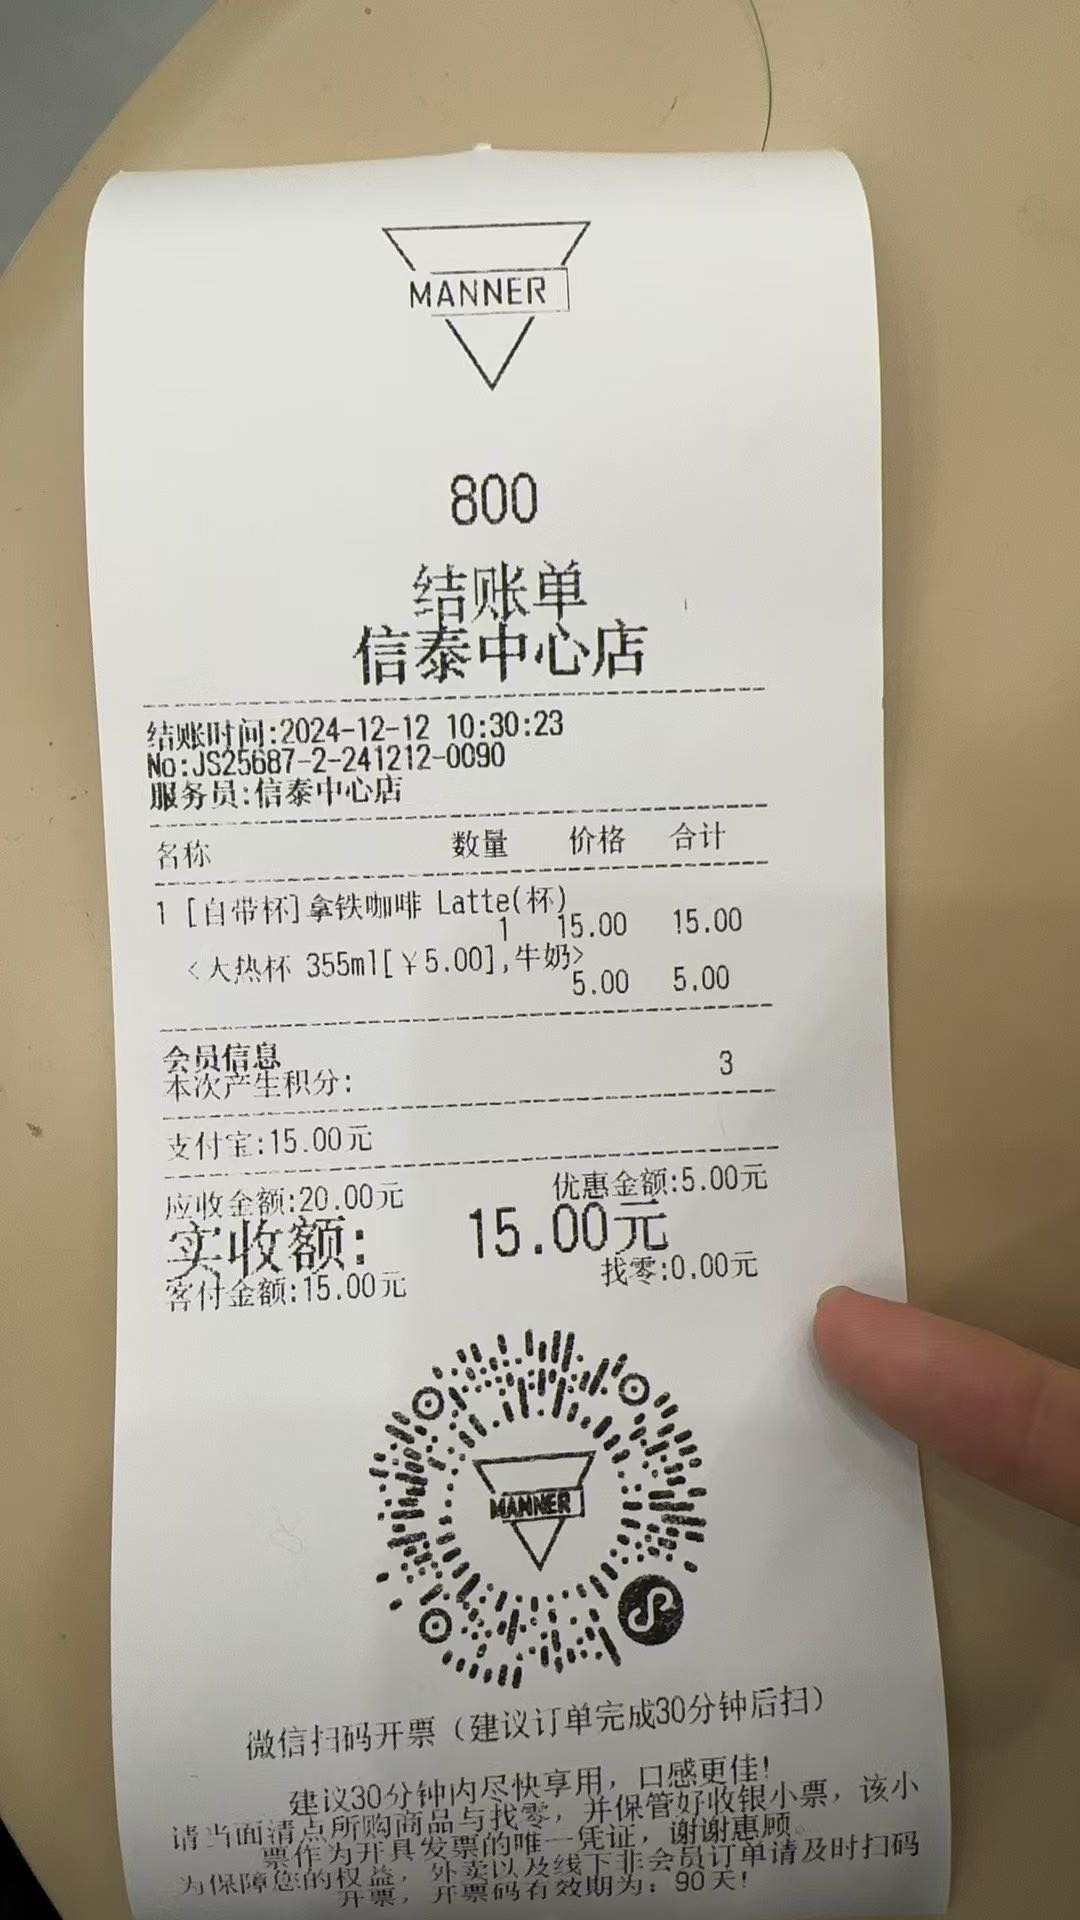 MANNER
800
结账单
信泰中心店
结账时间:2024-12-12 10:30:23
No:JS25687-2-241212-0090
服务员:信泰中心店
名称 数量 价格 合计
1 [自带杯]拿铁咖啡 Latte(杯)
1 15.00 15.00
<大热杯 355ml[¥5.00],牛奶>
5.00 5.00
会员信息
本次产生积分: 3
支付宝:15.00元
应收金额:20.00元 优惠金额:5.00元
实收额: 15.00元
客付金额:15.00元 找零:0.00元
MANNER
微信扫码开票（建议订单完成30分钟后扫）
建议30分钟内尽快享用，口感更佳!
请当面清点所购商品与找零，并保管好收银小票，该小
票作为开具发票的唯一凭证，谢谢惠顾。
为保障您的权益，外卖以及线下非会员订单请及时扫码
开票，开票码有效期为：90天!